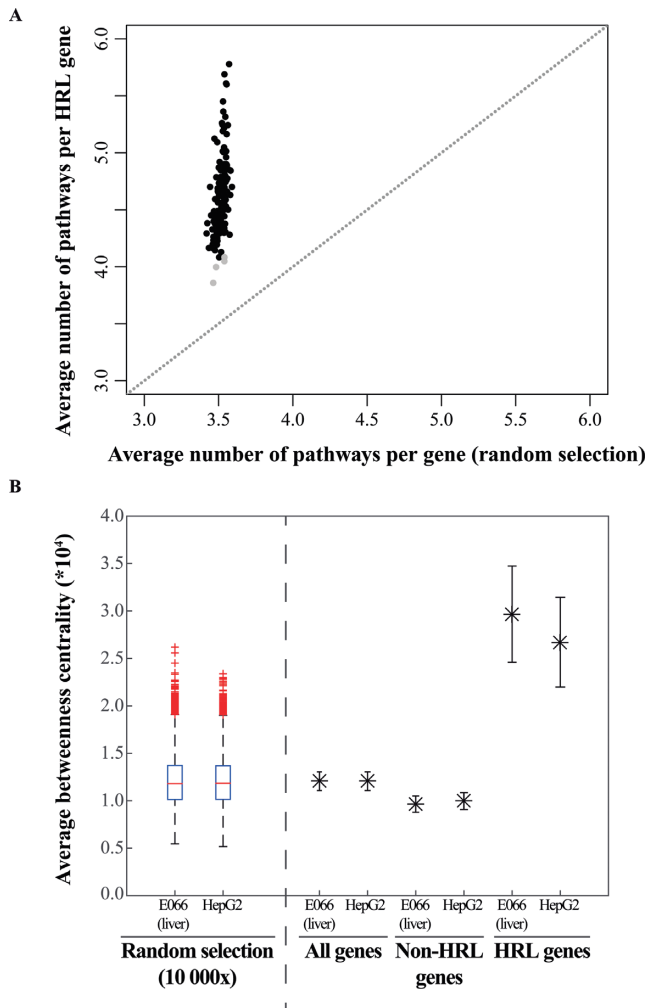 A
Average number of pathways per HRL gene
6.0
5.0
4.0
3.0
3.0
3.5
4.0
4.5
5.0
5.5
6.0
Average number of pathways per gene (random selection)
B
Average betweenness centrality (*10⁴)
4.0
3.5
3.0
2.5
2.0
1.5
1.0
0.5
0.0
E066 HepG2 E066 HepG2 E066 HepG2 E066 HepG2
(liver) (liver) (liver) (liver)
Random selection All genes Non-HRL HRL genes
(10 000x) genes